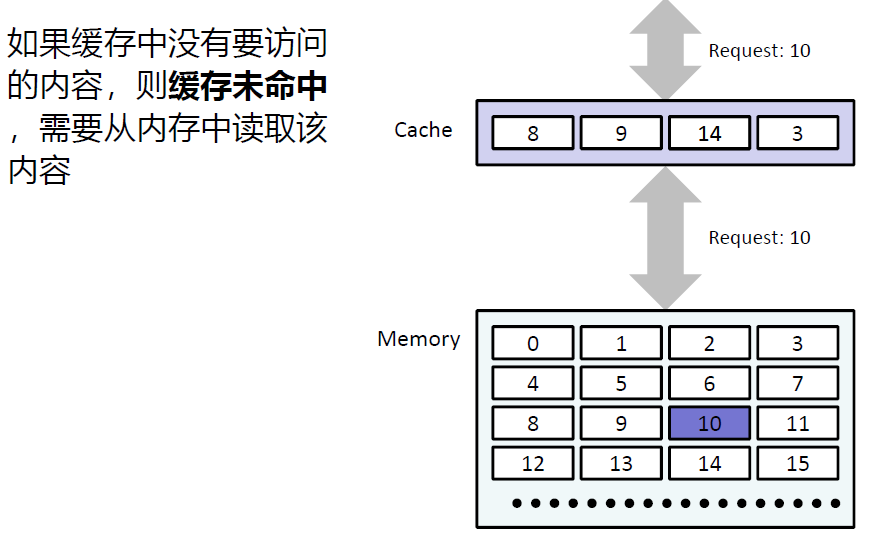 如果缓存中没有要访问
的内容，则缓存未命中
，需要从内存中读取该
内容
Request: 10
Cache
8 9 14 3
Request: 10
Memory
0 1 2 3
4 5 6 7
8 9 10 11
12 13 14 15